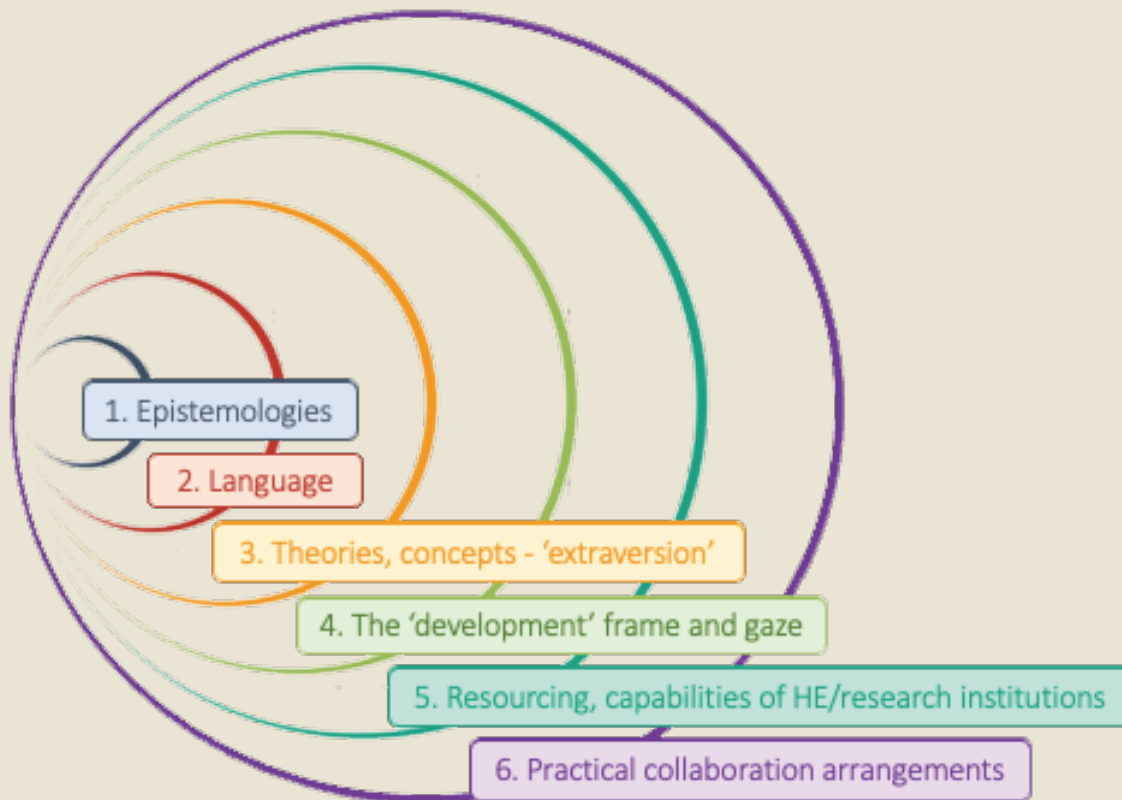 1. Epistemologies
2. Language
3. Theories, concepts - ‘extraversion’
4. The ‘development’ frame and gaze
5. Resourcing, capabilities of HE/research institutions
6. Practical collaboration arrangements